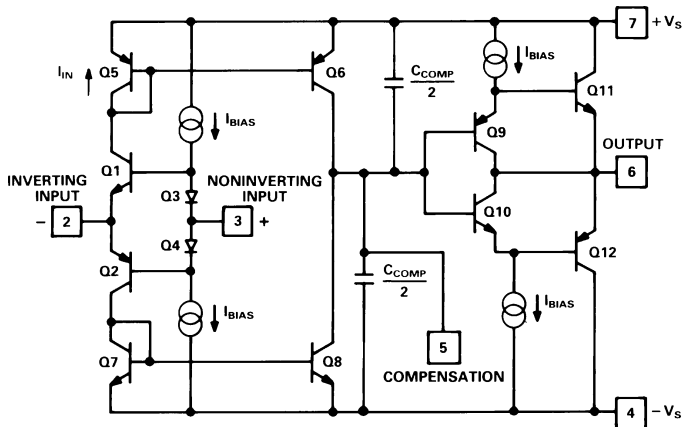 7 +VS
IIN
Q5
Q6
CCOMP
2
IBIAS
Q11
IBIAS
Q9
Q1
OUTPUT
INVERTING
INPUT
Q3
NONINVERTING
INPUT
6
- 2
3 +
Q10
Q4
Q2
CCOMP
2
Q12
IBIAS
IBIAS
5
Q7
Q8
COMPENSATION
4 -VS